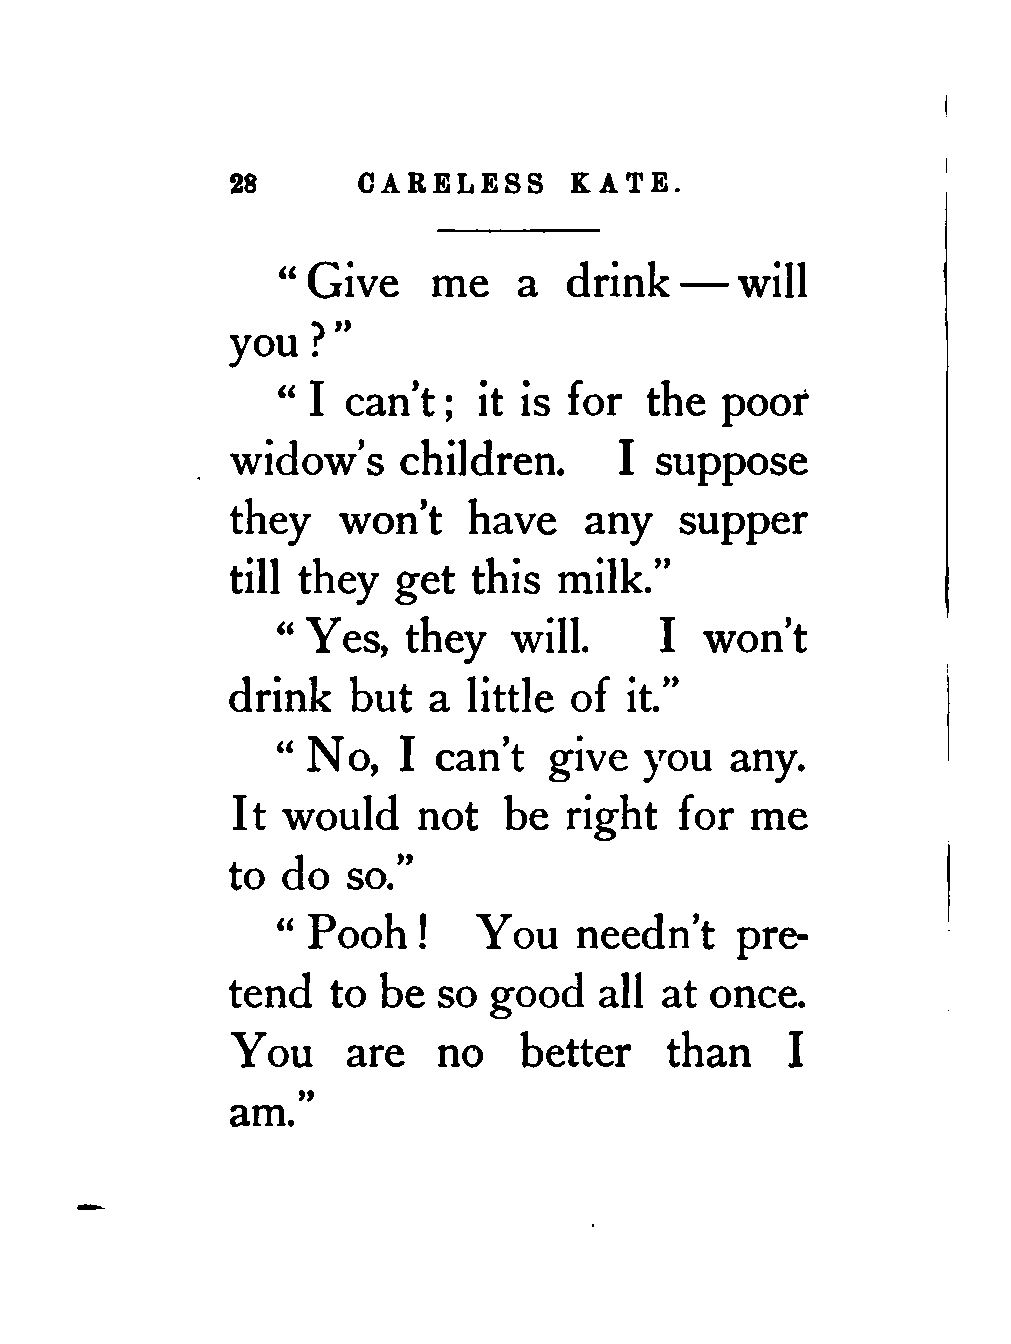 28 CARELESS KATE.
“Give me a drink—will
you?”
“I can't; it is for the poor
widow's children. I suppose
they won't have any supper
till they get this milk.”
“Yes, they will. I won't
drink but a little of it.”
“No, I can't give you any.
It would not be right for me
to do so.”
“Pooh! You needn't pre-
tend to be so good all at once.
You are no better than I
am.”